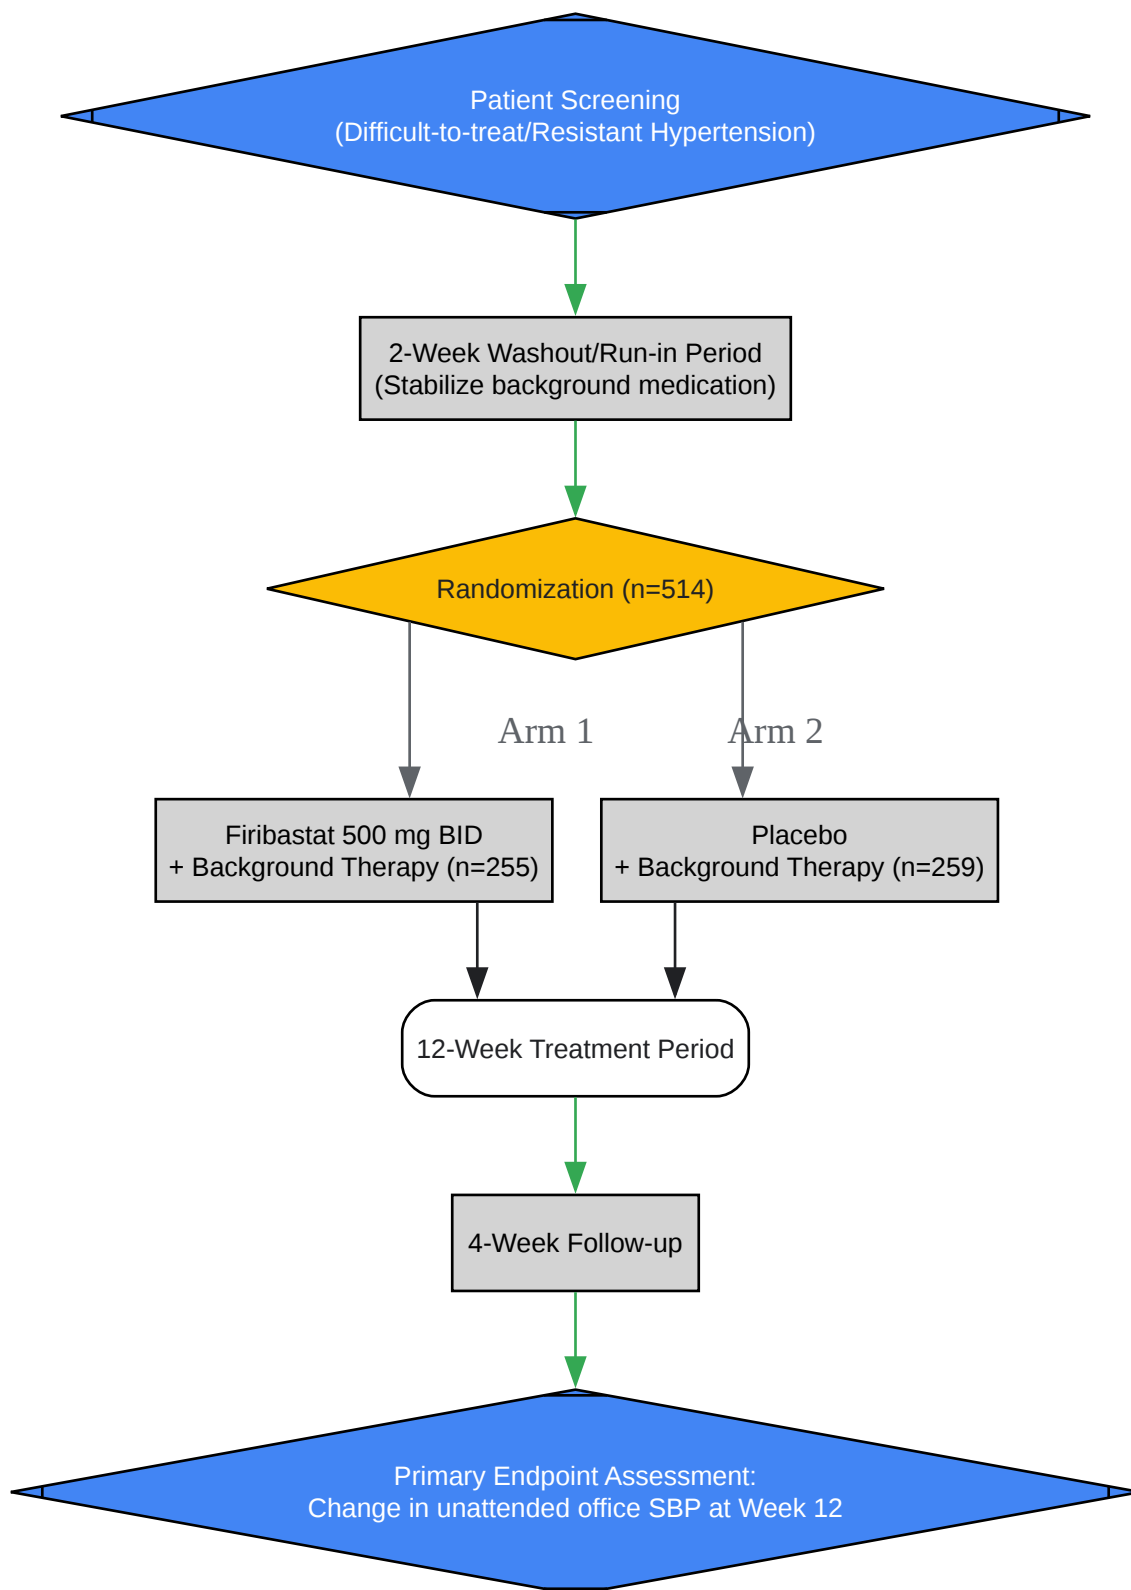 Patient Screening
(Difficult-to-treat/Resistant Hypertension)
2-Week Washout/Run-in Period
(Stabilize background medication)
Randomization (n=514)
Arm 1
Arm 2
Firibastat 500 mg BID
+ Background Therapy (n=255)
Placebo
+ Background Therapy (n=259)
12-Week Treatment Period
4-Week Follow-up
Primary Endpoint Assessment:
Change in unattended office SBP at Week 12